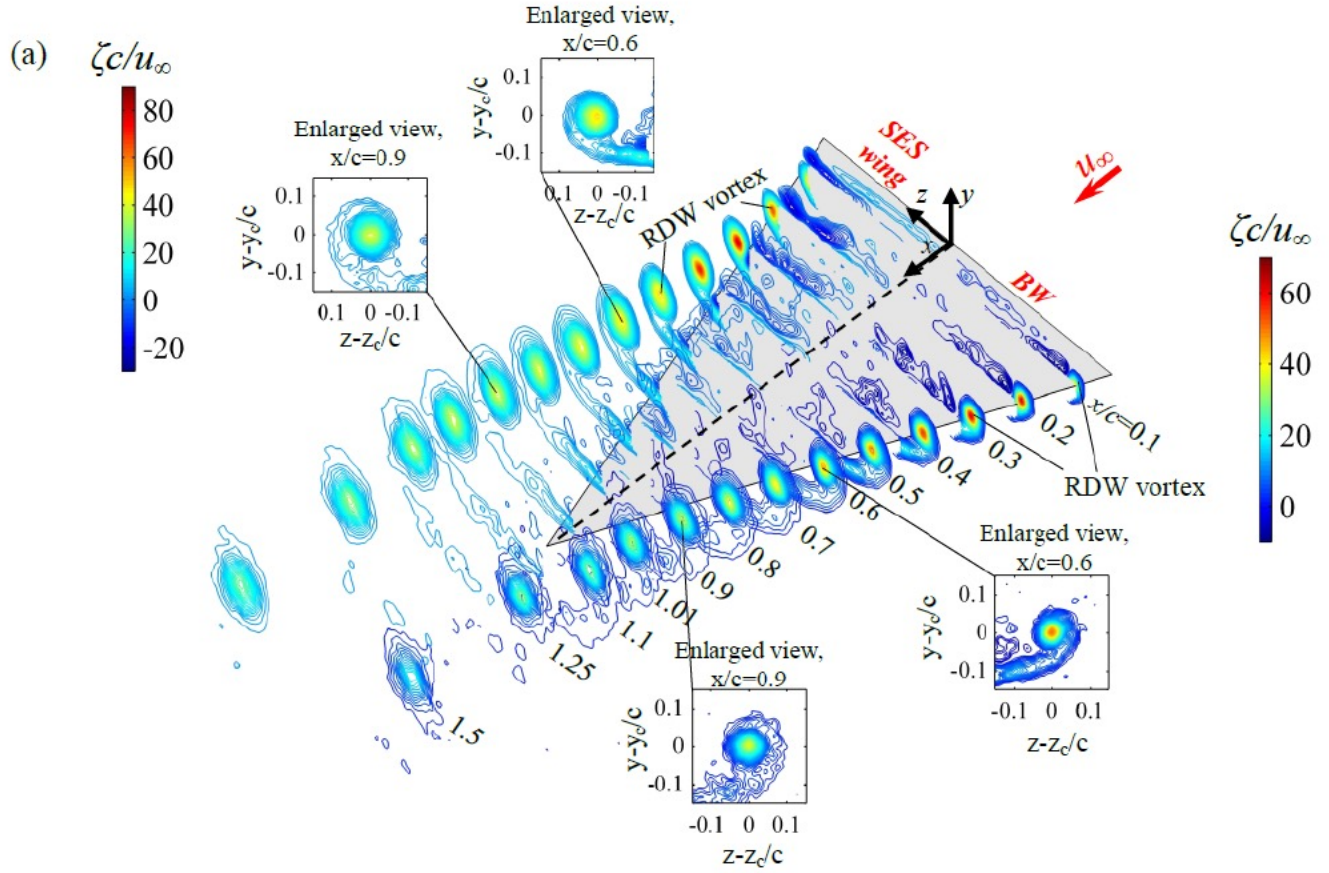 (a)
ζc/u∞
80
60
40
20
0
-20
Enlarged view,
x/c=0.6
y-yc/c
0.1
0
-0.1
0.1 0 -0.1
z-zc/c
Enlarged view,
x/c=0.9
y-yc/c
0.1
0
-0.1
0.1 0 -0.1
z-zc/c
RDW vortex
SES
wing
u∞
z
y
x
BW
ζc/u∞
60
40
20
0
x/c=0.1
0.2
0.3
0.4
0.5
0.6
0.7
0.8
0.9
1.01
1.1
1.25
1.5
RDW vortex
Enlarged view,
x/c=0.6
y-yc/c
0.1
0
-0.1
-0.1 0 0.1
z-zc/c
Enlarged view,
x/c=0.9
y-yc/c
0.1
0
-0.1
-0.1 0 0.1
z-zc/c